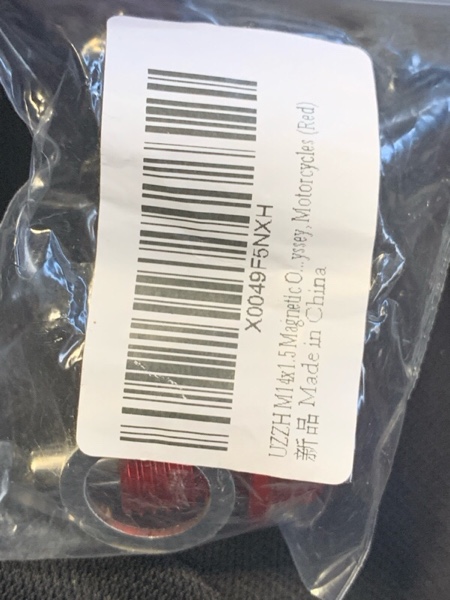 X0049F5NXH
UZZH M14x1.5 Magnetic O...yssey, Motorcycles (Red)
新品 Made in China